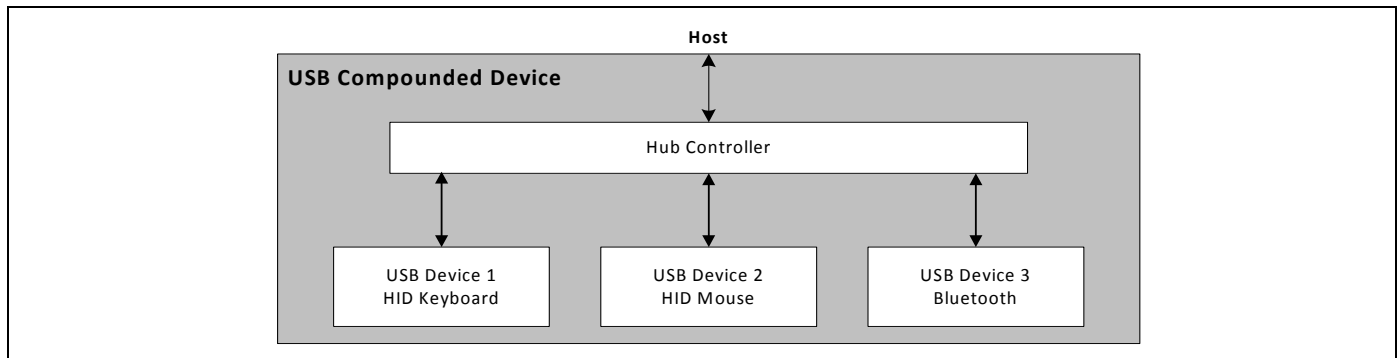 Host
USB Compounded Device
Hub Controller
USB Device 1
HID Keyboard
USB Device 2
HID Mouse
USB Device 3
Bluetooth